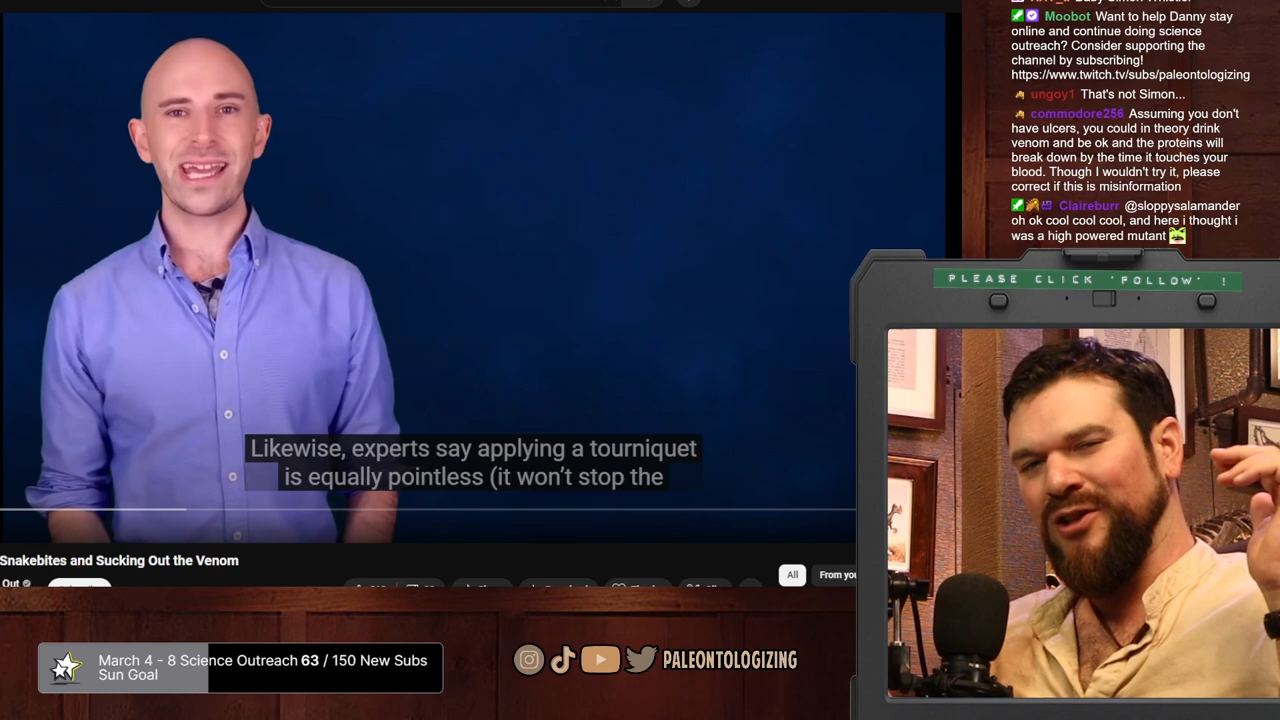 Moobot Want to help Danny stay
online and continue doing science
outreach? Consider supporting the
channel by subscribing!
https://www.twitch.tv/subs/paleontologizing
ungoy1 That's not Simon...
commodore256 Assuming you don't
have ulcers, you could in theory drink
venom and be ok and the proteins will
break down by the time it touches your
blood. Though I wouldn't try it, please
correct if this is misinformation
Claireburr @sloppysalamander
oh ok cool cool cool, and here i thought i
was a high powered mutant
PLEASE CLICK "FOLLOW" !
Likewise, experts say applying a tourniquet
is equally pointless (it won't stop the
Snakebites and Sucking Out the Venom
Out
All
From you
March 4 - 8 Science Outreach 63 / 150 New Subs
Sun Goal
PALEONTOLOGIZING